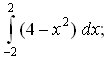 ∫_{-2}^{2} (4 − x²) dx;